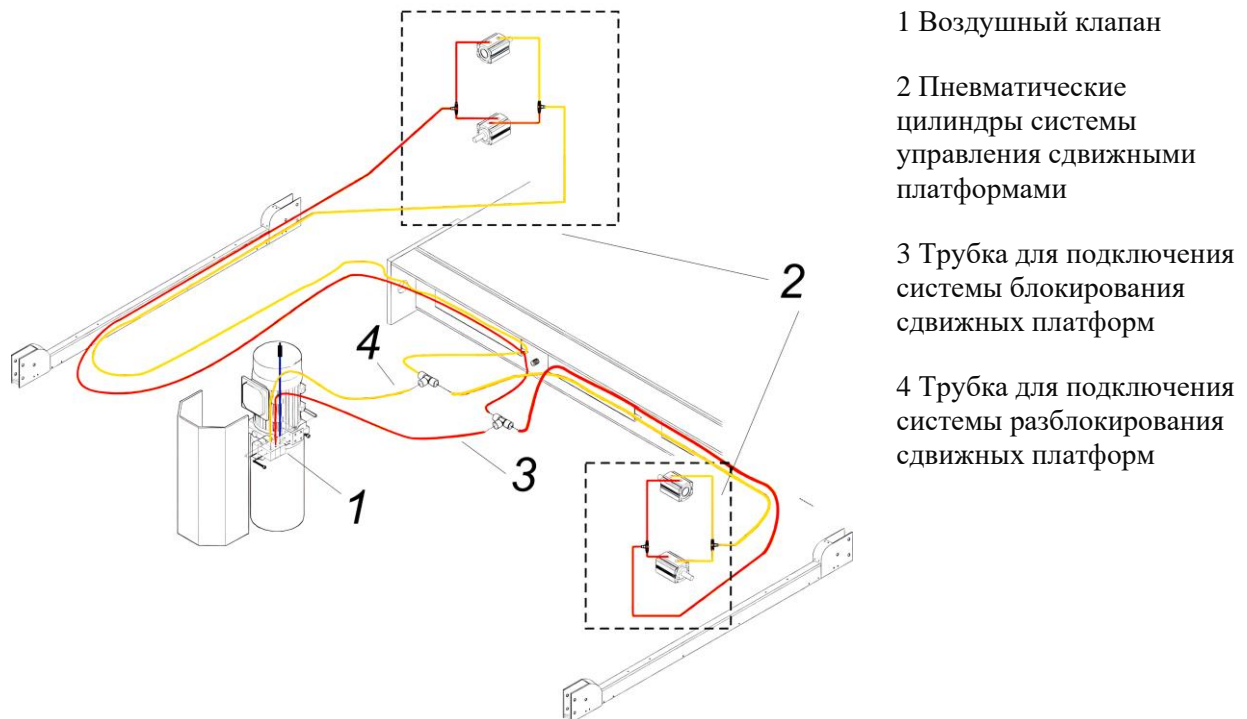 1 Воздушный клапан
2 Пневматические
цилиндры системы
управления сдвижными
платформами
3 Трубка для подключения
системы блокирования
сдвижных платформ
4 Трубка для подключения
системы разблокирования
сдвижных платформ
2
4
3
1